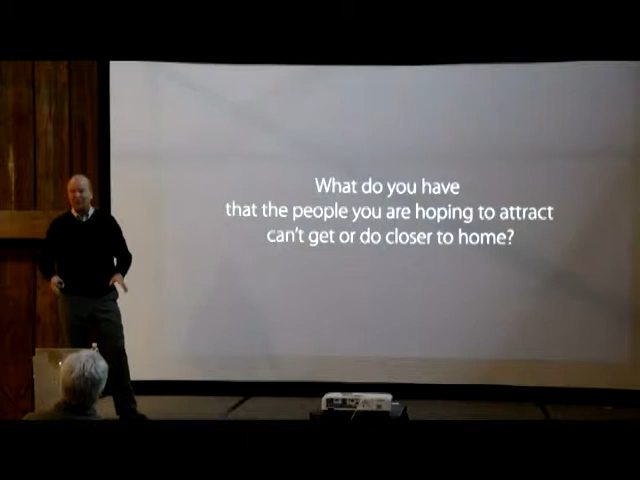 What do you have
that the people you are hoping to attract
can't get or do closer to home?